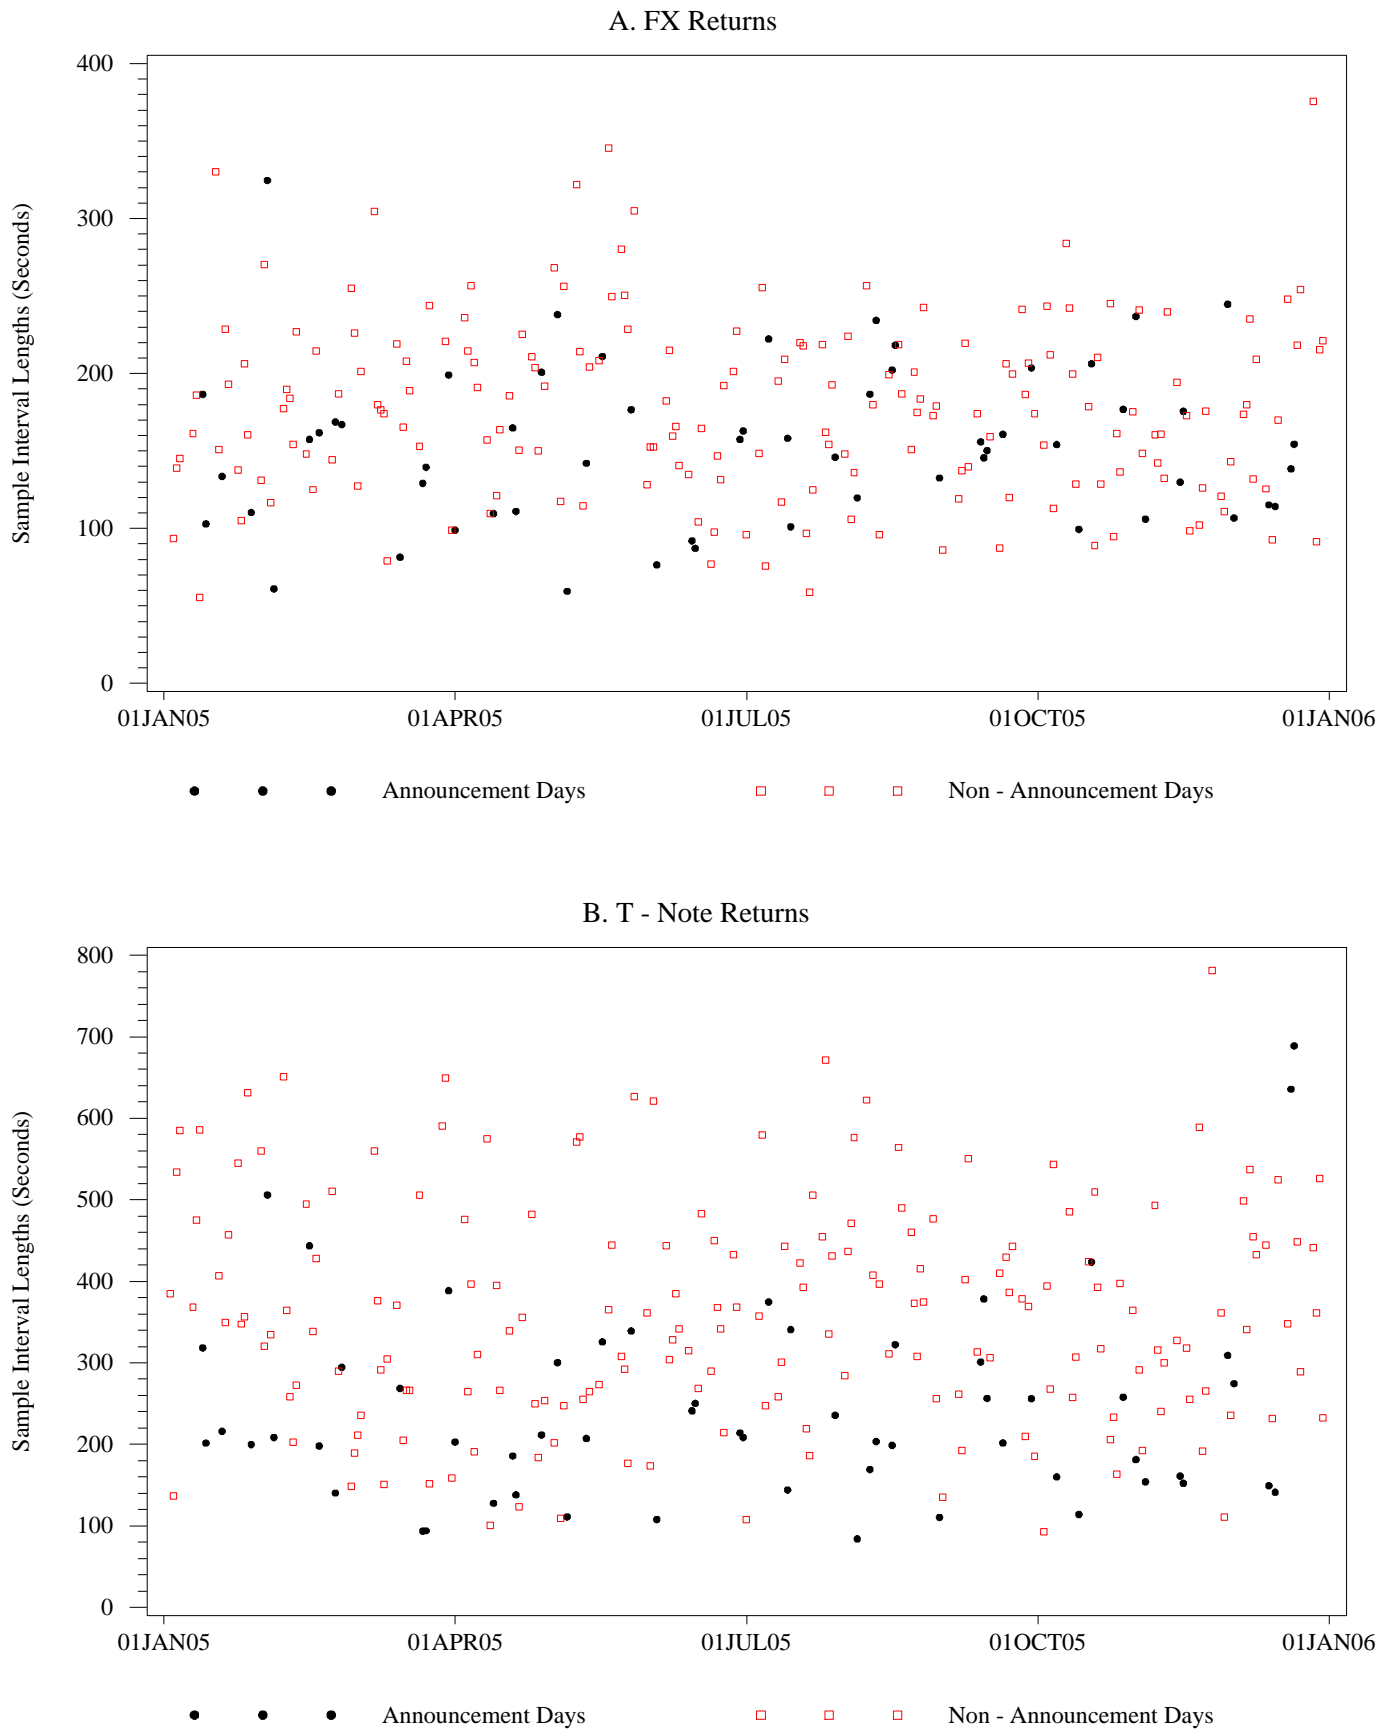 A. FX Returns
400
300
200
100
0
Sample Interval Lengths (Seconds)
01JAN05 01APR05 01JUL05 01OCT05 01JAN06
Announcement Days Non - Announcement Days
B. T - Note Returns
800
700
600
500
400
300
200
100
0
Sample Interval Lengths (Seconds)
01JAN05 01APR05 01JUL05 01OCT05 01JAN06
Announcement Days Non - Announcement Days